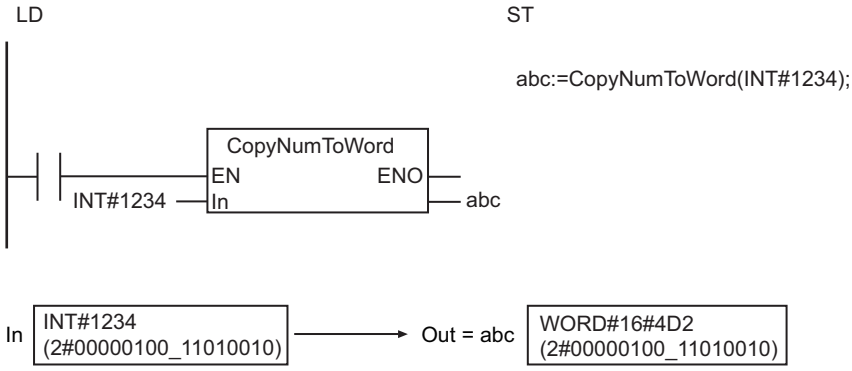 LD
ST
abc:=CopyNumToWord(INT#1234);
CopyNumToWord
EN ENO
INT#1234 In abc
In INT#1234 (2#00000100_11010010) Out = abc WORD#16#4D2 (2#00000100_11010010)